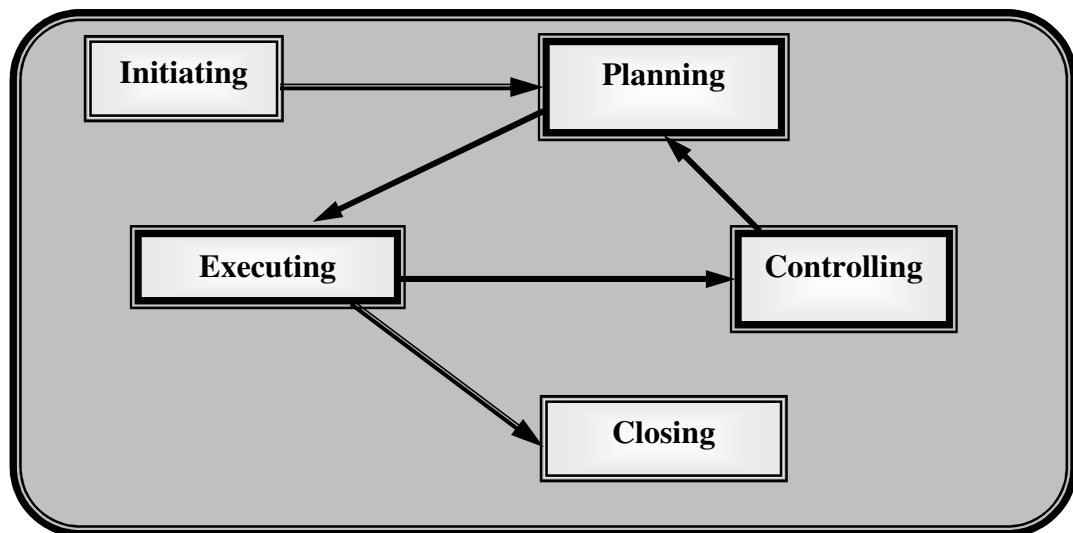 Initiating
Planning
Executing
Controlling
Closing